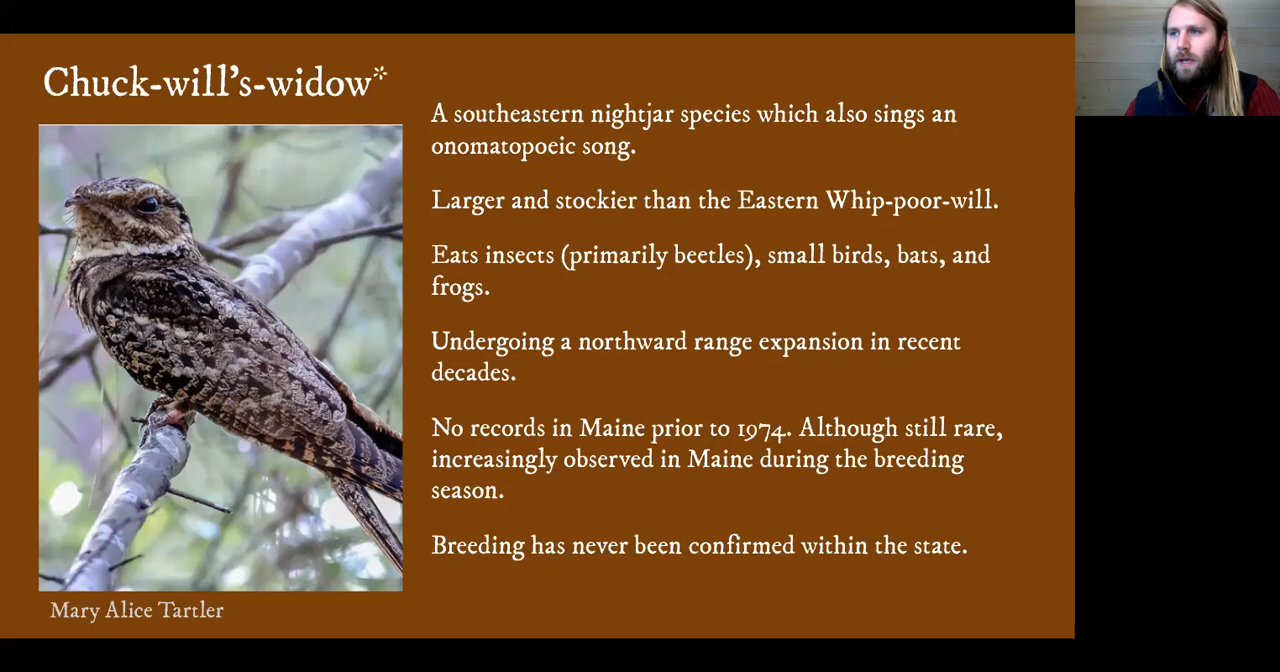 Chuck-will's-widow*
A southeastern nightjar species which also sings an
onomatopoeic song.
Larger and stockier than the Eastern Whip-poor-will.
Eats insects (primarily beetles), small birds, bats, and
frogs.
Undergoing a northward range expansion in recent
decades.
No records in Maine prior to 1974. Although still rare,
increasingly observed in Maine during the breeding
season.
Breeding has never been confirmed within the state.
Mary Alice Tartler